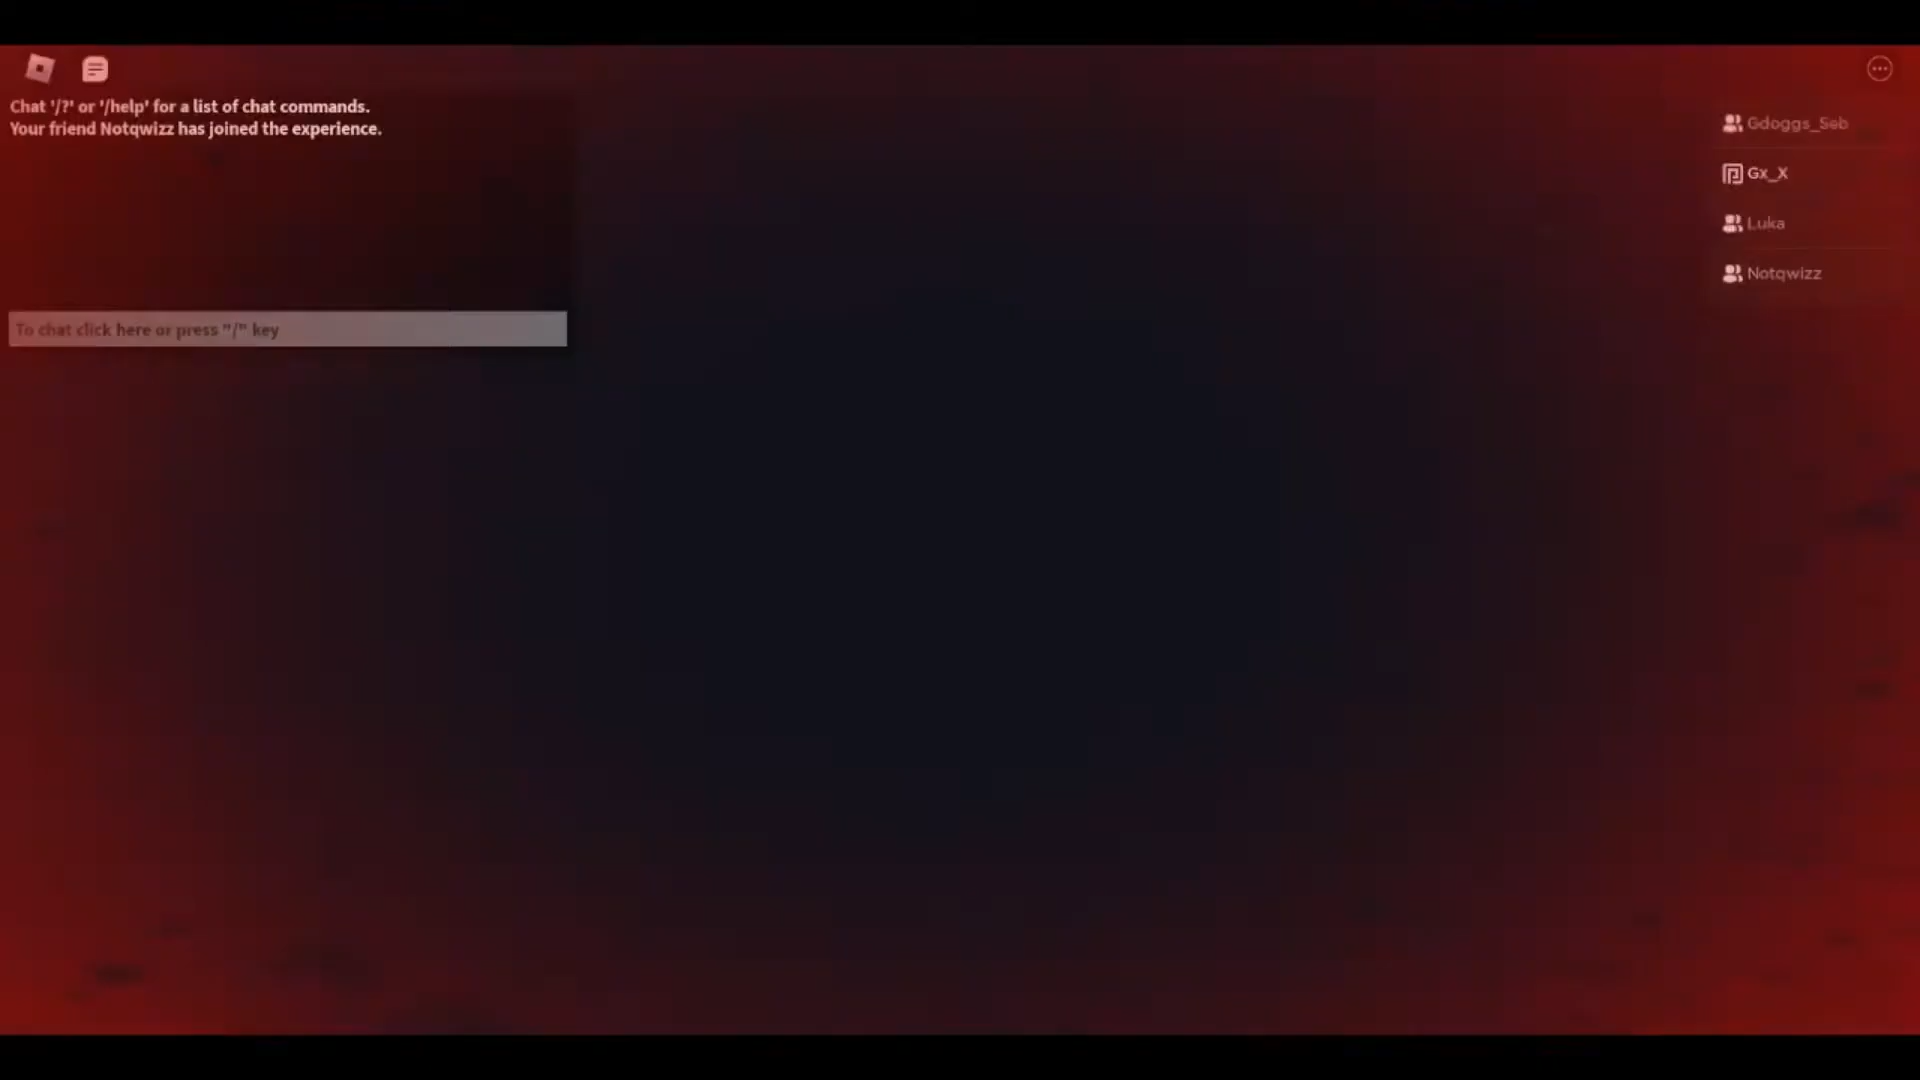 Chat '/?' or '/help' for a list of chat commands.
Your friend Notqwizz has joined the experience.
To chat click here or press "/" key
Gdoggs_Seb
Gx_X
Luka
Notqwizz